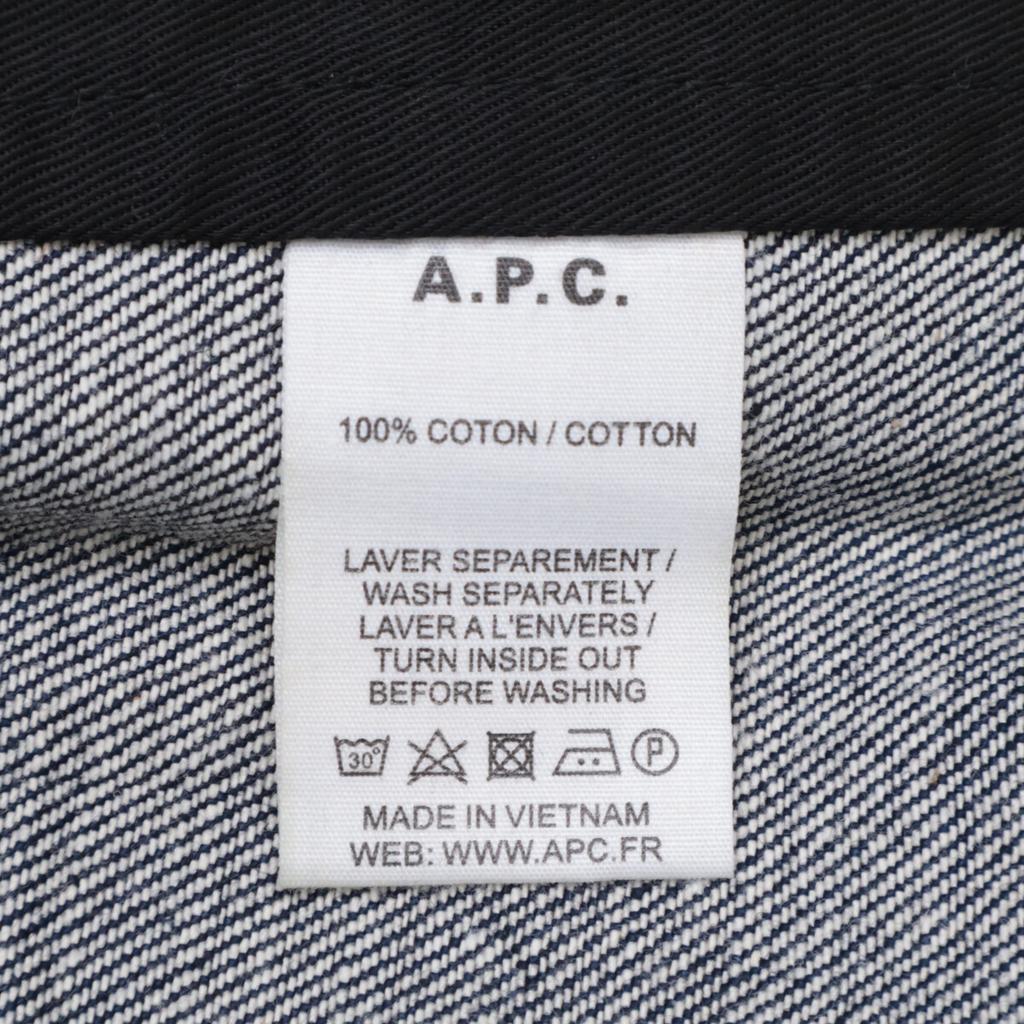 A.P.C.
100% COTON / COTTON
LAVER SEPAREMENT /
WASH SEPARATELY
LAVER A L'ENVERS /
TURN INSIDE OUT
BEFORE WASHING
30° P
MADE IN VIETNAM
WEB: WWW.APC.FR